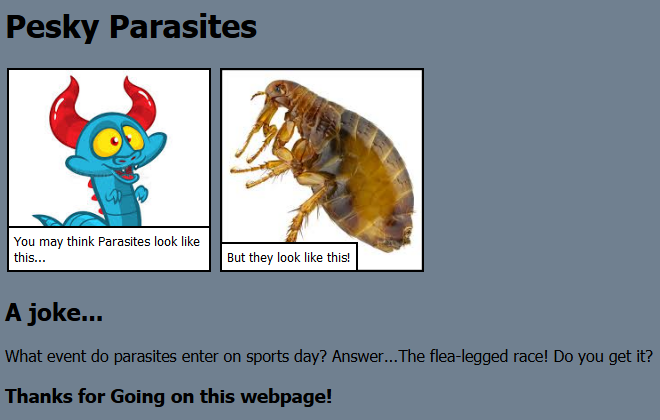 Pesky Parasites
You may think Parasites look like
this...
But they look like this!
A joke...
What event do parasites enter on sports day? Answer...The flea-legged race! Do you get it?
Thanks for Going on this webpage!